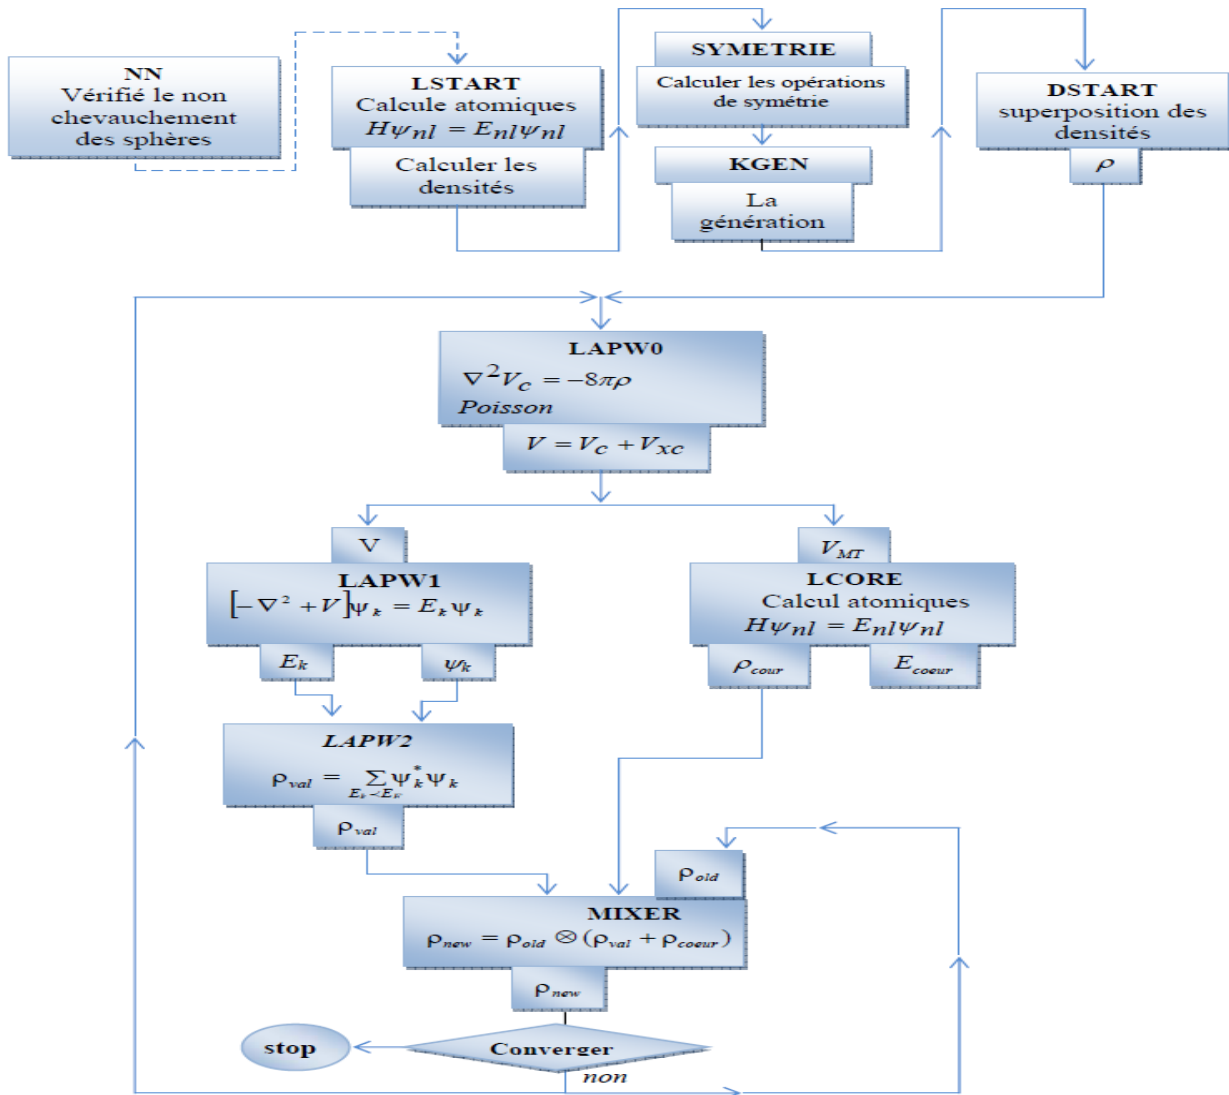 NN
Vérifié le non
chevauchement
des sphères
LSTART
Calcule atomiques
Hψnl = Enlψnl
Calculer les
densités
SYMETRIE
Calculer les opérations
de symétrie
KGEN
La
génération
DSTART
superposition des
densités
ρ
LAPW0
∇²Vc = −8πρ
Poisson
V = Vc + Vxc
V
LAPW1
[−∇² + V]ψk = Ekψk
Ek
ψk
VMT
LCORE
Calcul atomiques
Hψnl = Enlψnl
ρcour
Ecoeur
LAPW2
ρval = Σ ψk*ψk
ρval
ρold
MIXER
ρnew = ρold ⊗ (ρval + ρcoeur)
ρnew
stop
Converger
non